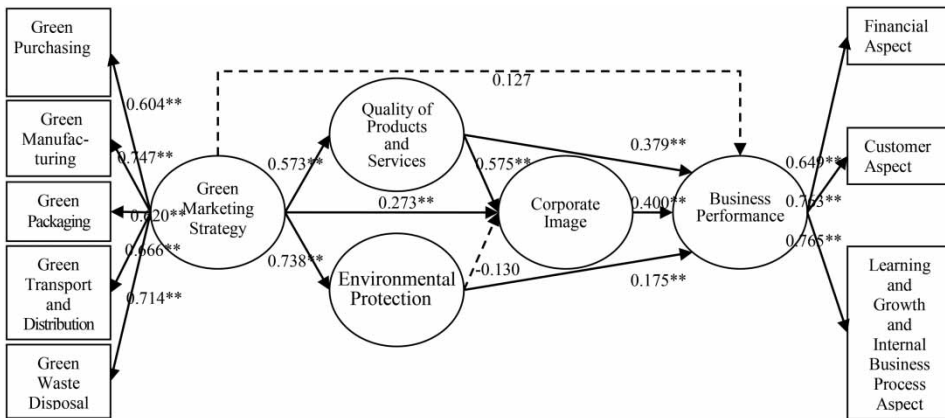 Green
Purchasing
0.604**
Green
Manufac-
turing
0.747**
Green
Packaging
0.620**
Green
Transport
and
Distribution
0.666**
Green
Waste
Disposal
0.714**
Green
Marketing
Strategy
0.127
0.573**
Quality of
Products
and
Services
0.273**
0.738**
Environmental
Protection
0.575**
-0.130
Corporate
Image
0.379**
0.400**
0.175**
Business
Performance
0.649**
0.753**
0.765**
Financial
Aspect
Customer
Aspect
Learning
and
Growth
and
Internal
Business
Process
Aspect